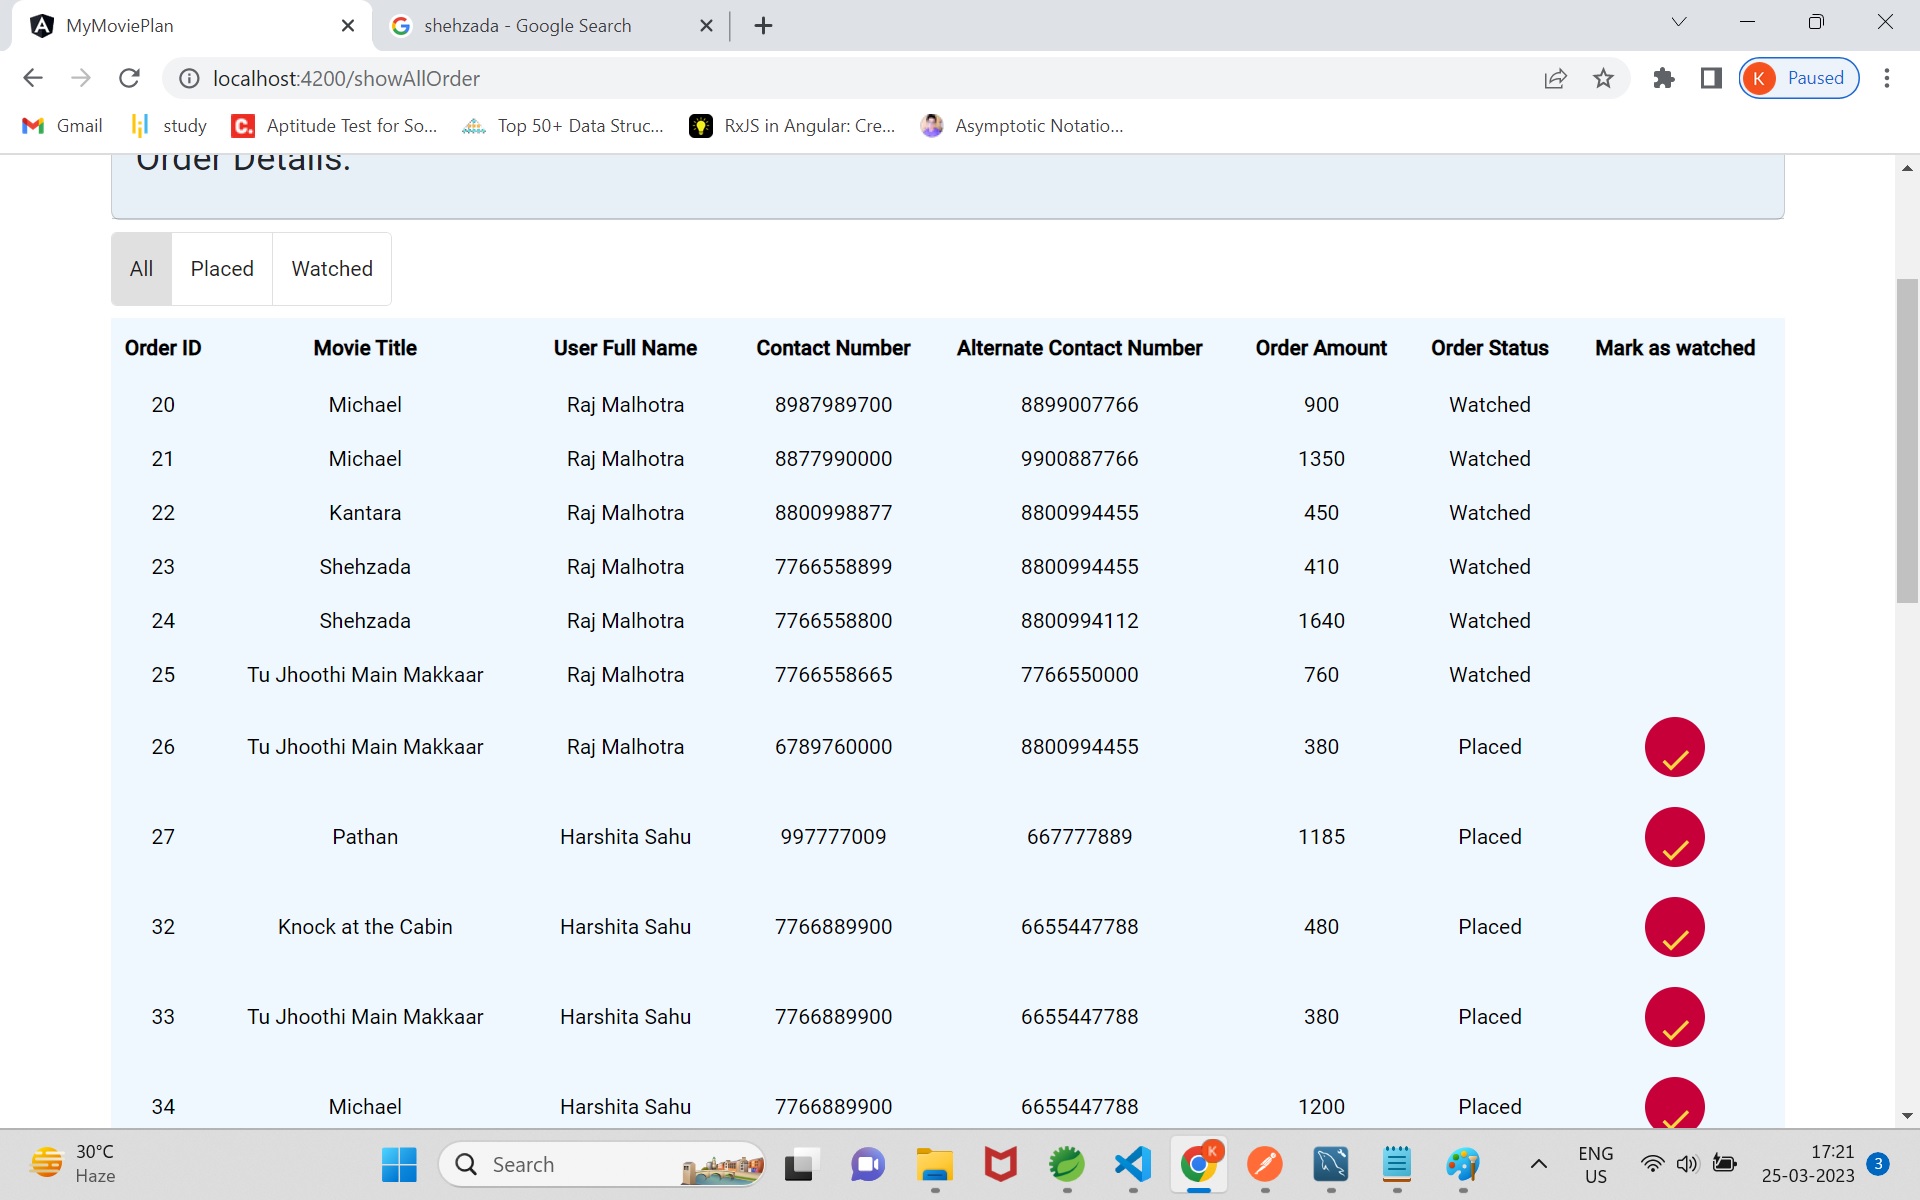 MyMoviePlan
shehzada - Google Search
localhost:4200/showAllOrder
K Paused
Gmail study C. Aptitude Test for So... Top 50+ Data Struc... RxJS in Angular: Cre... Asymptotic Notatio...
Order Details:
All Placed Watched
Order ID Movie Title User Full Name Contact Number Alternate Contact Number Order Amount Order Status Mark as watched
20 Michael Raj Malhotra 8987989700 8899007766 900 Watched
21 Michael Raj Malhotra 8877990000 9900887766 1350 Watched
22 Kantara Raj Malhotra 8800998877 8800994455 450 Watched
23 Shehzada Raj Malhotra 7766558899 8800994455 410 Watched
24 Shehzada Raj Malhotra 7766558800 8800994112 1640 Watched
25 Tu Jhoothi Main Makkaar Raj Malhotra 7766558665 7766550000 760 Watched
26 Tu Jhoothi Main Makkaar Raj Malhotra 6789760000 8800994455 380 Placed
27 Pathan Harshita Sahu 997777009 667777889 1185 Placed
32 Knock at the Cabin Harshita Sahu 7766889900 6655447788 480 Placed
33 Tu Jhoothi Main Makkaar Harshita Sahu 7766889900 6655447788 380 Placed
34 Michael Harshita Sahu 7766889900 6655447788 1200 Placed
30°C
Haze
Search
K
ENG
US
17:21
25-03-2023
3